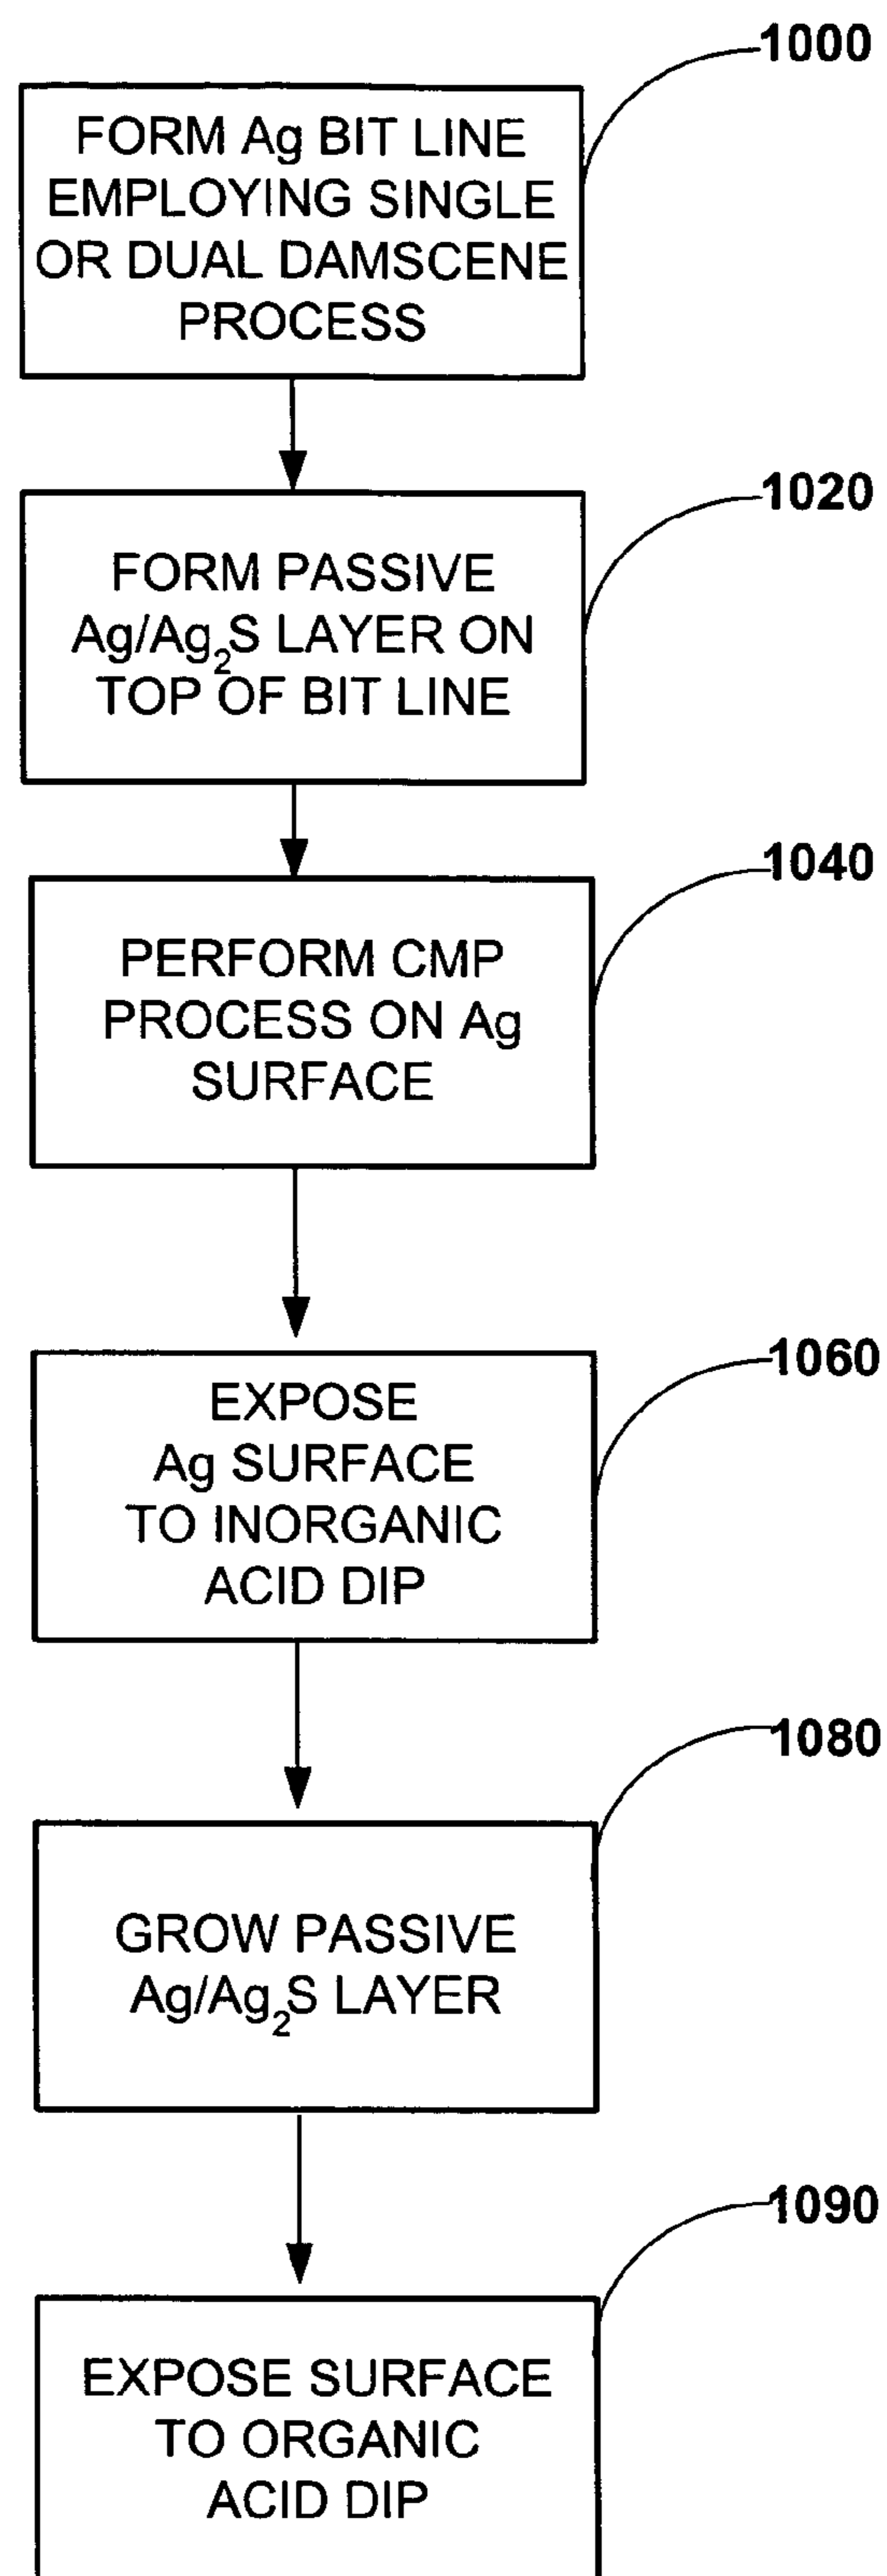 1000
FORM Ag BIT LINE
EMPLOYING SINGLE
OR DUAL DAMSCENE
PROCESS
1020
FORM PASSIVE
Ag/Ag₂S LAYER ON
TOP OF BIT LINE
1040
PERFORM CMP
PROCESS ON Ag
SURFACE
1060
EXPOSE
Ag SURFACE
TO INORGANIC
ACID DIP
1080
GROW PASSIVE
Ag/Ag₂S LAYER
1090
EXPOSE SURFACE
TO ORGANIC
ACID DIP